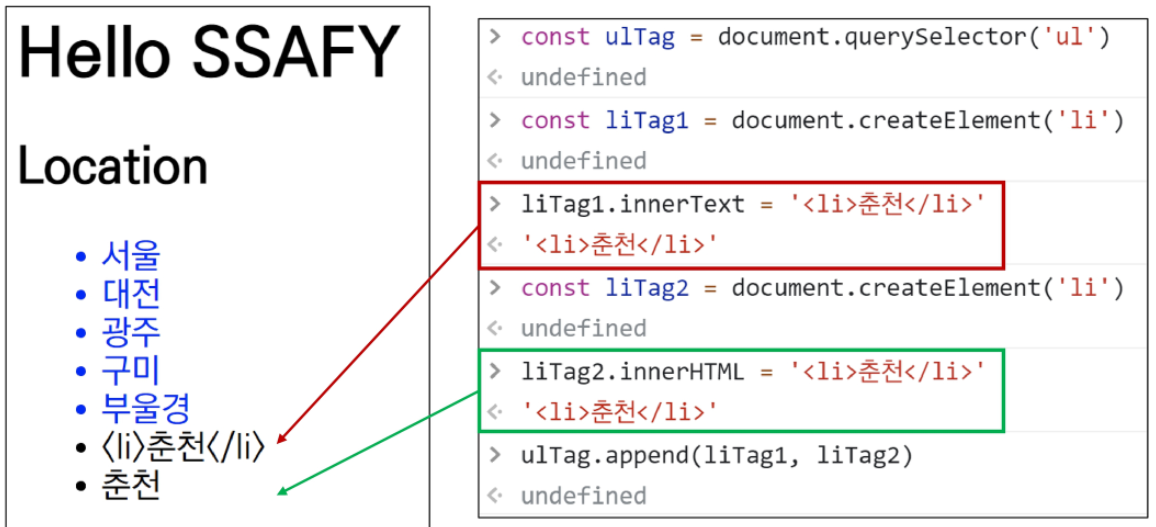 Hello SSAFY
Location
• 서울
• 대전
• 광주
• 구미
• 부울경
• <li>춘천</li>
• 춘천
> const ulTag = document.querySelector('ul')
<· undefined
> const liTag1 = document.createElement('li')
<· undefined
> liTag1.innerText = '<li>춘천</li>'
<· '<li>춘천</li>'
> const liTag2 = document.createElement('li')
<· undefined
> liTag2.innerHTML = '<li>춘천</li>'
<· '<li>춘천</li>'
> ulTag.append(liTag1, liTag2)
<· undefined